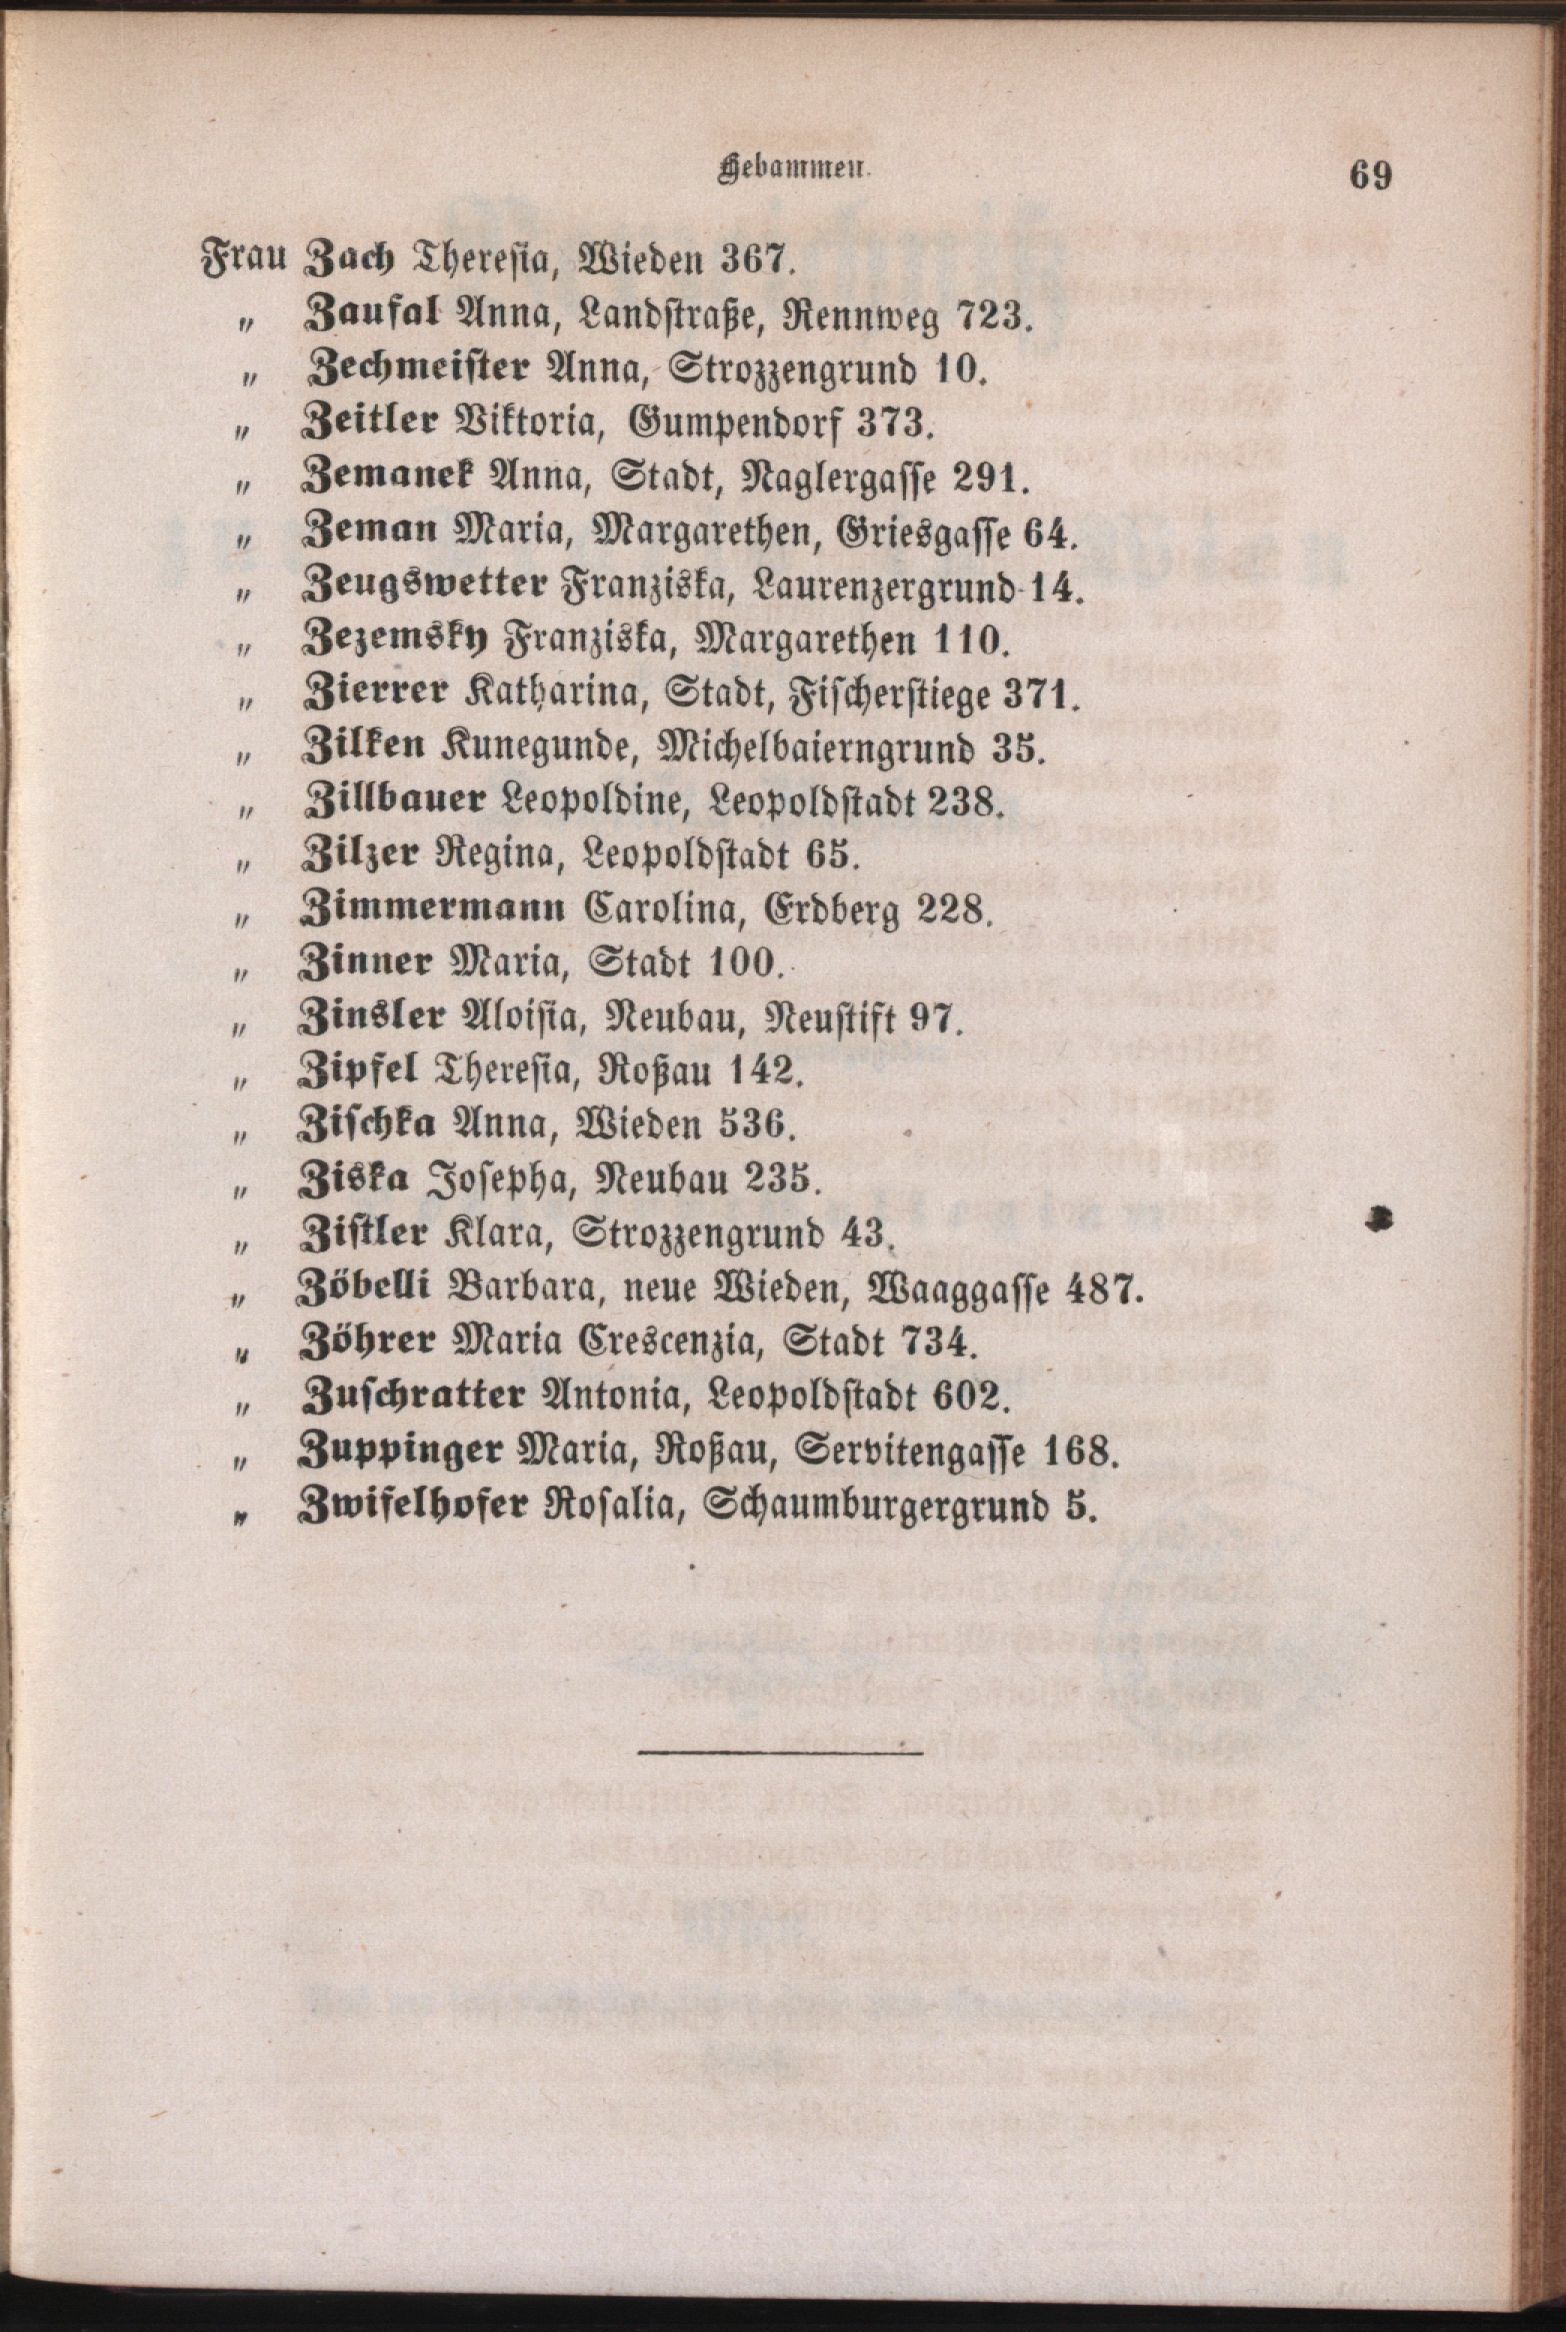 Hebammen.
69
Frau Zach Theresia, Wieden 367.
„ Zaufal Anna, Landstraße, Rennweg 723.
„ Zechmeister Anna, Strozzengrund 10.
„ Zeitler Viktoria, Gumpendorf 373.
„ Zemanek Anna, Stadt, Naglergasse 291.
„ Zeman Maria, Margarethen, Griesgasse 64.
„ Zeugswetter Franziska, Laurenzergrund 14.
„ Zezemsky Franziska, Margarethen 110.
„ Zierrer Katharina, Stadt, Fischerstiege 371.
„ Zilken Kunegunde, Michelbaierngrund 35.
„ Zillbauer Leopoldine, Leopoldstadt 238.
„ Zilzer Regina, Leopoldstadt 65.
„ Zimmermann Carolina, Erdberg 228.
„ Zinner Maria, Stadt 100.
„ Zinsler Aloisia, Neubau, Neustift 97.
„ Zipfel Theresia, Roßau 142.
„ Zischka Anna, Wieden 536.
„ Ziska Josepha, Neubau 235.
„ Zistler Klara, Strozzengrund 43.
„ Zöbelli Barbara, neue Wieden, Waaggasse 487.
„ Zöhrer Maria Crescenzia, Stadt 734.
„ Zuschratter Antonia, Leopoldstadt 602.
„ Zuppinger Maria, Roßau, Servitengasse 168.
„ Zwifelhofer Rosalia, Schaumburgergrund 5.